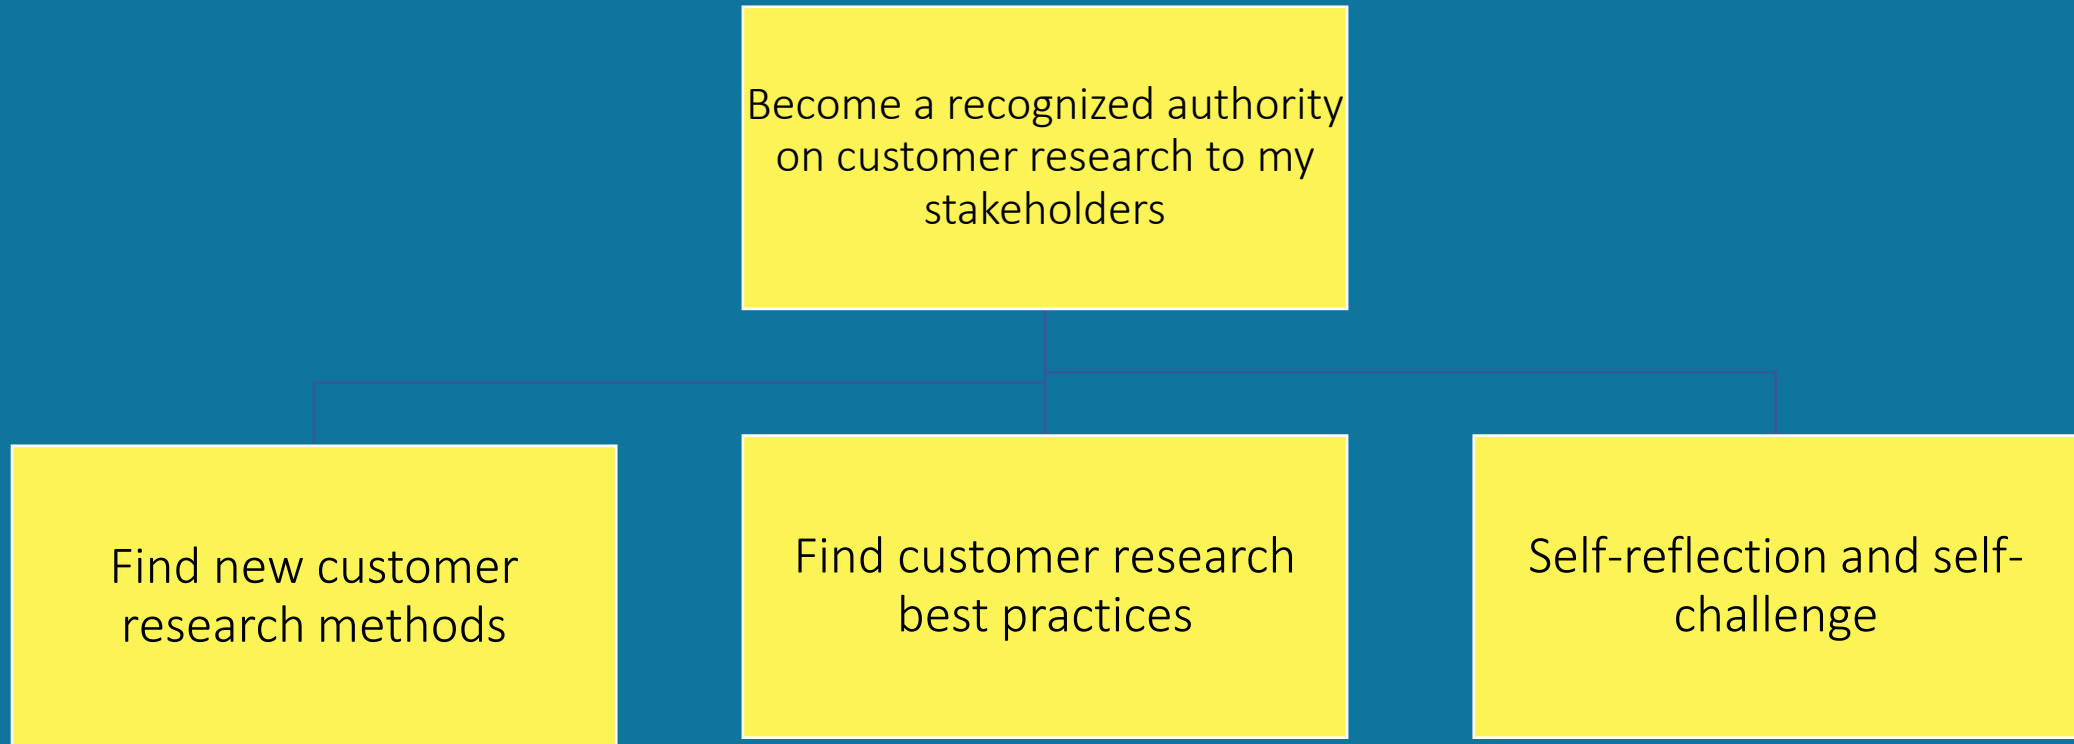 Become a recognized authority
on customer research to my
stakeholders
Find new customer
research methods
Find customer research
best practices
Self-reflection and self-
challenge